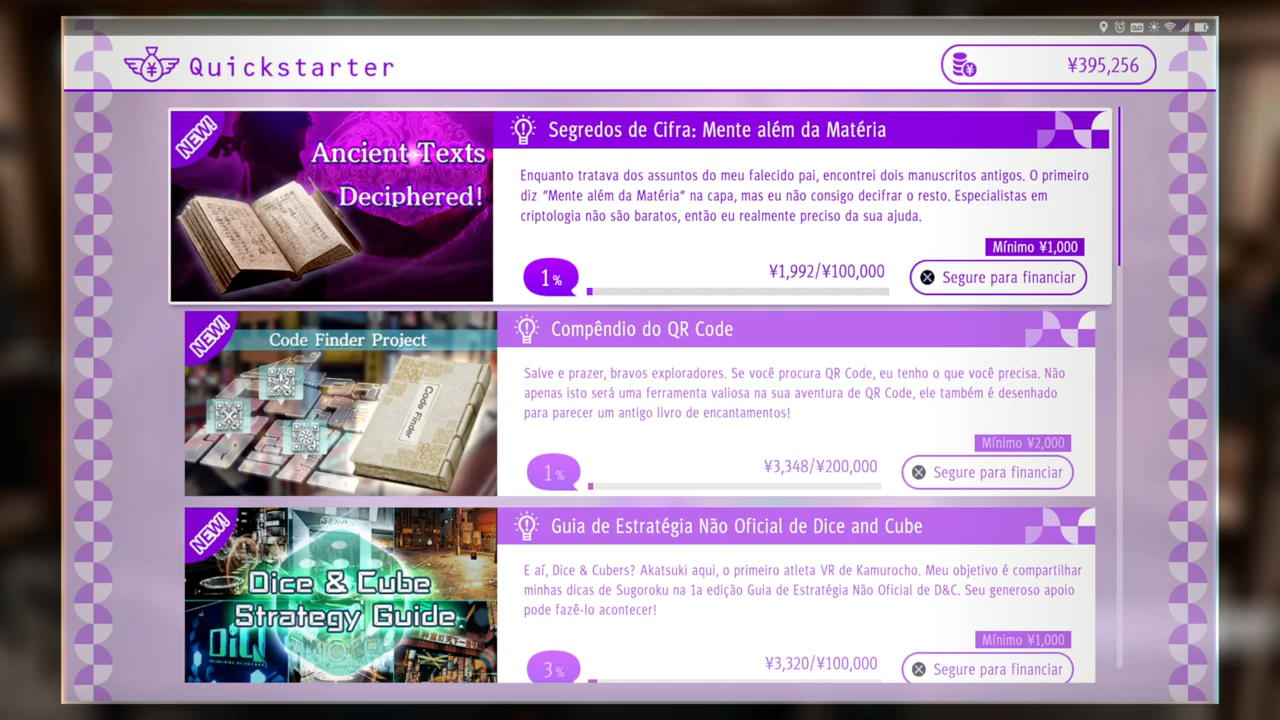 Quickstarter
¥395,256
NEW!
Ancient Texts
Deciphered!
Segredos de Cifra: Mente além da Matéria
Enquanto tratava dos assuntos do meu falecido pai, encontrei dois manuscritos antigos. O primeiro
diz "Mente além da Matéria" na capa, mas eu não consigo decifrar o resto. Especialistas em
criptologia não são baratos, então eu realmente preciso da sua ajuda.
Mínimo ¥1,000
1%
¥1,992/¥100,000
Segure para financiar
NEW!
Code Finder Project
Code Finder
Compêndio do QR Code
Salve e prazer, bravos exploradores. Se você procura QR Code, eu tenho o que você precisa. Não
apenas isto será uma ferramenta valiosa na sua aventura de QR Code, ele também é desenhado
para parecer um antigo livro de encantamentos!
Mínimo ¥2,000
1%
¥3,348/¥200,000
Segure para financiar
NEW!
Dice & Cube
Strategy Guide
Guia de Estratégia Não Oficial de Dice and Cube
E aí, Dice & Cubers? Akatsuki aqui, o primeiro atleta VR de Kamurocho. Meu objetivo é compartilhar
minhas dicas de Sugoroku na 1a edição Guia de Estratégia Não Oficial de D&C. Seu generoso apoio
pode fazê-lo acontecer!
Mínimo ¥1,000
3%
¥3,320/¥100,000
Segure para financiar